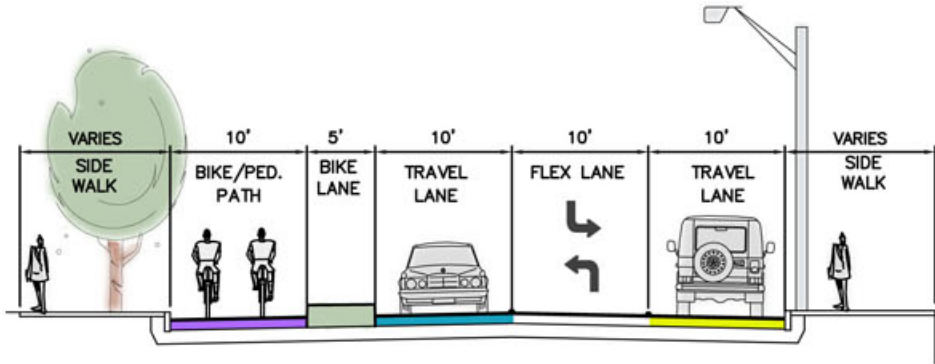 VARIES
10'
5'
10'
10'
10'
VARIES
SIDE
WALK
BIKE/PED.
PATH
BIKE
LANE
TRAVEL
LANE
FLEX LANE
TRAVEL
LANE
SIDE
WALK